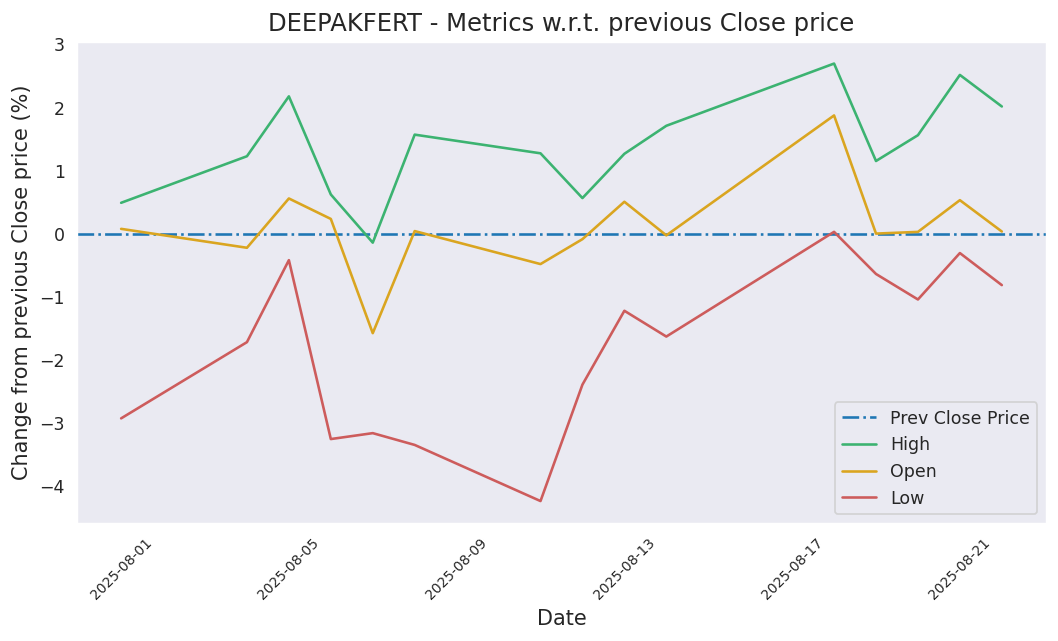 DEEPAKFERT - Metrics w.r.t. previous Close price
Change from previous Close price (%)
3
2
1
0
−1
−2
−3
−4
Prev Close Price
High
Open
Low
2025-08-01
2025-08-05
2025-08-09
2025-08-13
2025-08-17
2025-08-21
Date